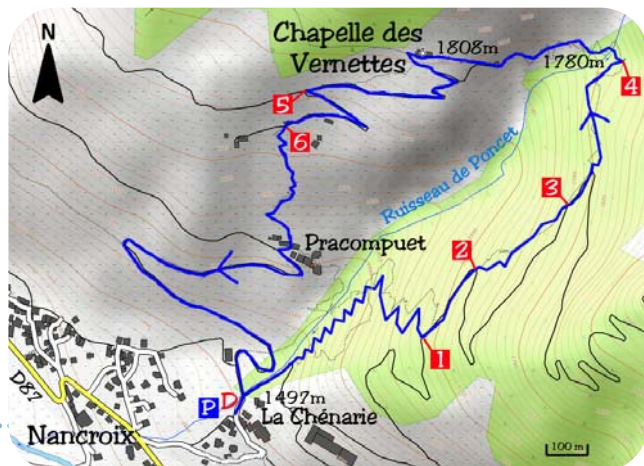 N
Chapelle des
Vernettes
1808m
1780m
4
5
6
3
Ruisseau de Poncet
Pracompuet
2
1
D87
P D
1497m
La Chénarie
Nancroix
100 m